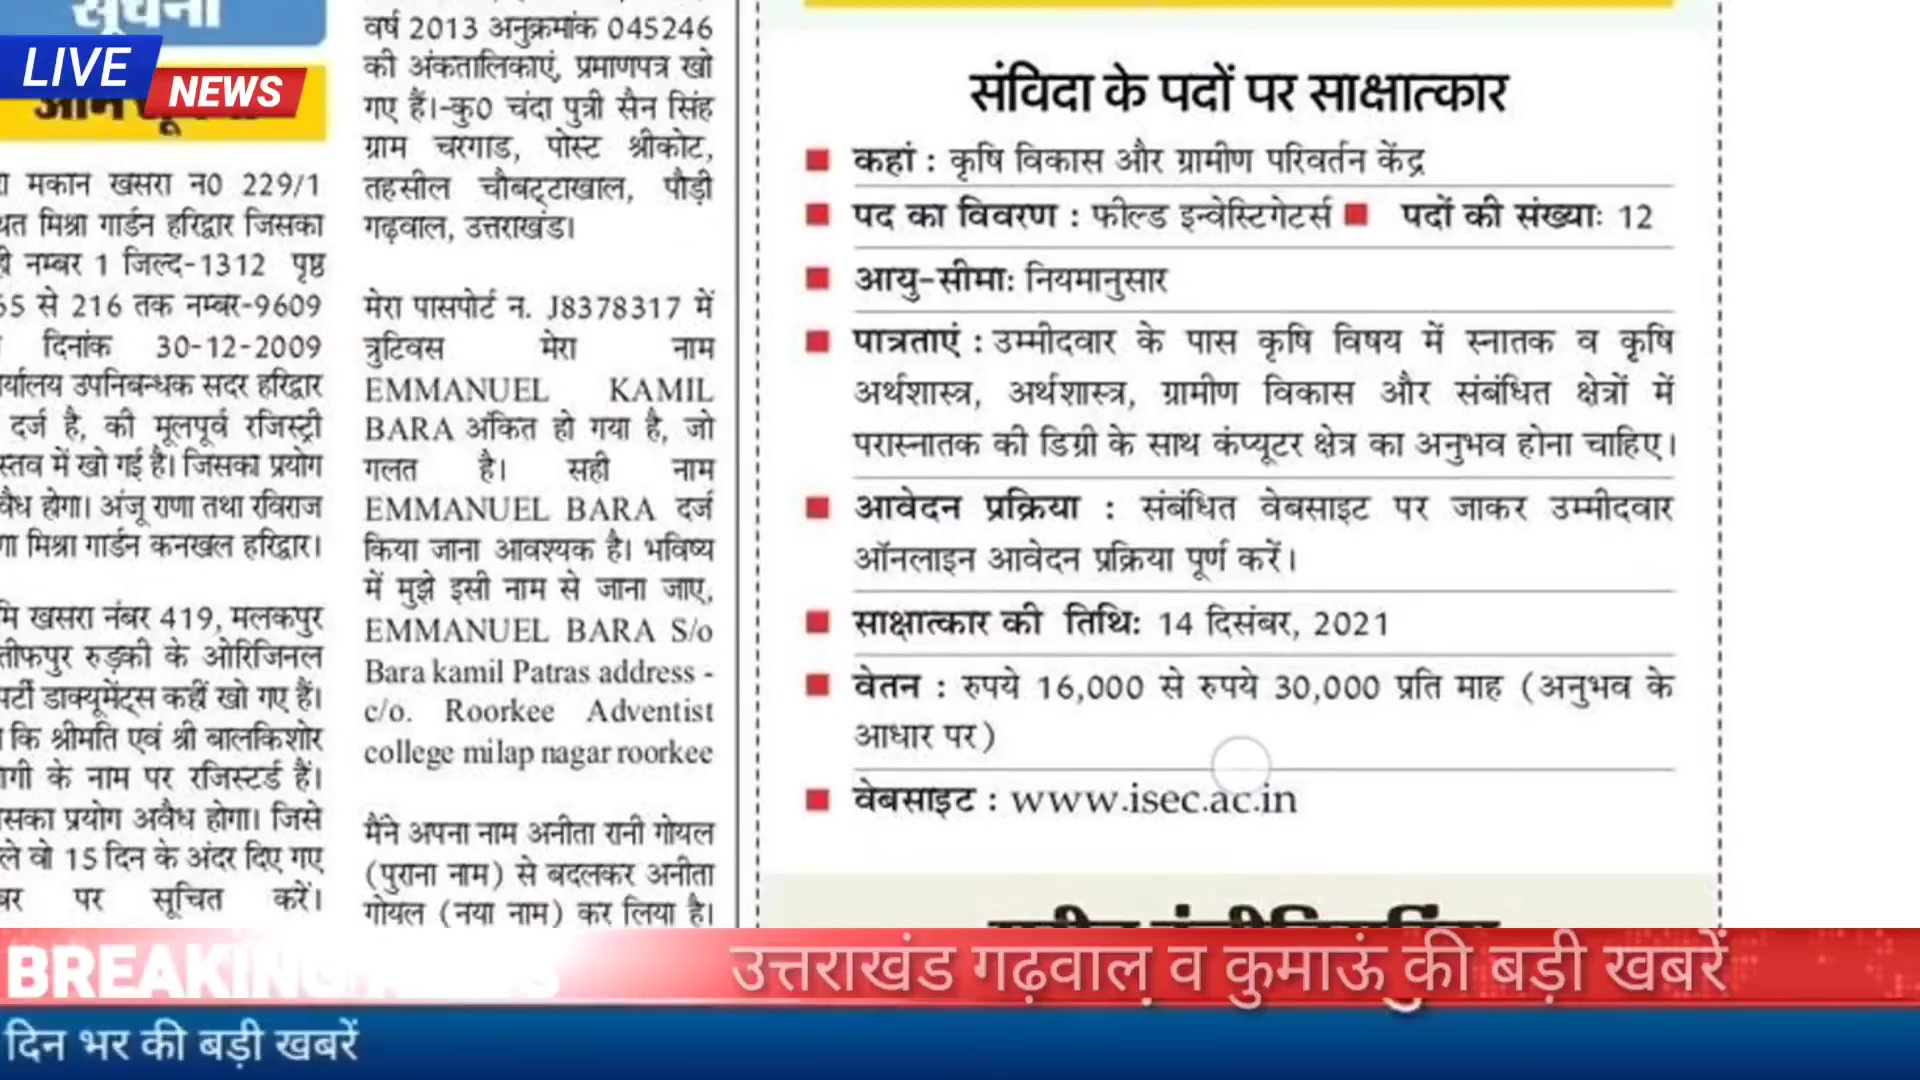 सूचना
LIVE
NEWS
मकान खसरा न0 229/1
मिश्रा गार्डन हरिद्वार जिसका
नम्बर 1 जिल्द-1312 पृष्ठ
से 216 तक नम्बर-9609
दिनांक 30-12-2009
उपनिबन्धक सदर हरिद्वार
दर्ज है, की मूलपूर्व रजिस्ट्री
में खो गई है। जिसका प्रयोग
होगा। अंजू राणा तथा रविराज
मिश्रा गार्डन कनखल हरिद्वार।
खसरा नंबर 419, मलकपुर
रुड़की के ओरिजिनल
डाक्यूमेंट्स कहीं खो गए हैं।
कि श्रीमति एवं श्री बालकिशोर
के नाम पर रजिस्टर्ड हैं।
प्रयोग अवैध होगा। जिसे
वो 15 दिन के अंदर दिए गए
पर सूचित करें।
वर्ष 2013 अनुक्रमांक 045246
की अंकतालिकाएं, प्रमाणपत्र खो
गए हैं।-कु0 चंदा पुत्री सैन सिंह
ग्राम चरगाड, पोस्ट श्रीकोट,
तहसील चौबट्टाखाल, पौड़ी
गढ़वाल, उत्तराखंड।
मेरा पासपोर्ट न. J8378317 में
त्रुटिवस मेरा नाम
EMMANUEL KAMIL
BARA अंकित हो गया है, जो
गलत है। सही नाम
EMMANUEL BARA दर्ज
किया जाना आवश्यक है। भविष्य
में मुझे इसी नाम से जाना जाए,
EMMANUEL BARA S/o
Bara kamil Patras address -
c/o. Roorkee Adventist
college milap nagar roorkee
मैंने अपना नाम अनीता रानी गोयल
(पुराना नाम) से बदलकर अनीता
गोयल (नया नाम) कर लिया है।
संविदा के पदों पर साक्षात्कार
कहां : कृषि विकास और ग्रामीण परिवर्तन केंद्र
पद का विवरण : फील्ड इन्वेस्टिगेटर्स पदों की संख्याः 12
आयु-सीमाः नियमानुसार
पात्रताएं : उम्मीदवार के पास कृषि विषय में स्नातक व कृषि
अर्थशास्त्र, अर्थशास्त्र, ग्रामीण विकास और संबंधित क्षेत्रों में
परास्नातक की डिग्री के साथ कंप्यूटर क्षेत्र का अनुभव होना चाहिए।
आवेदन प्रक्रिया : संबंधित वेबसाइट पर जाकर उम्मीदवार
ऑनलाइन आवेदन प्रक्रिया पूर्ण करें।
साक्षात्कार की तिथिः 14 दिसंबर, 2021
वेतन : रुपये 16,000 से रुपये 30,000 प्रति माह (अनुभव के
आधार पर)
वेबसाइट : www.isec.ac.in
BREAKING NEWS
उत्तराखंड गढ़वाल व कुमाऊं की बड़ी खबरें
दिन भर की बड़ी खबरें